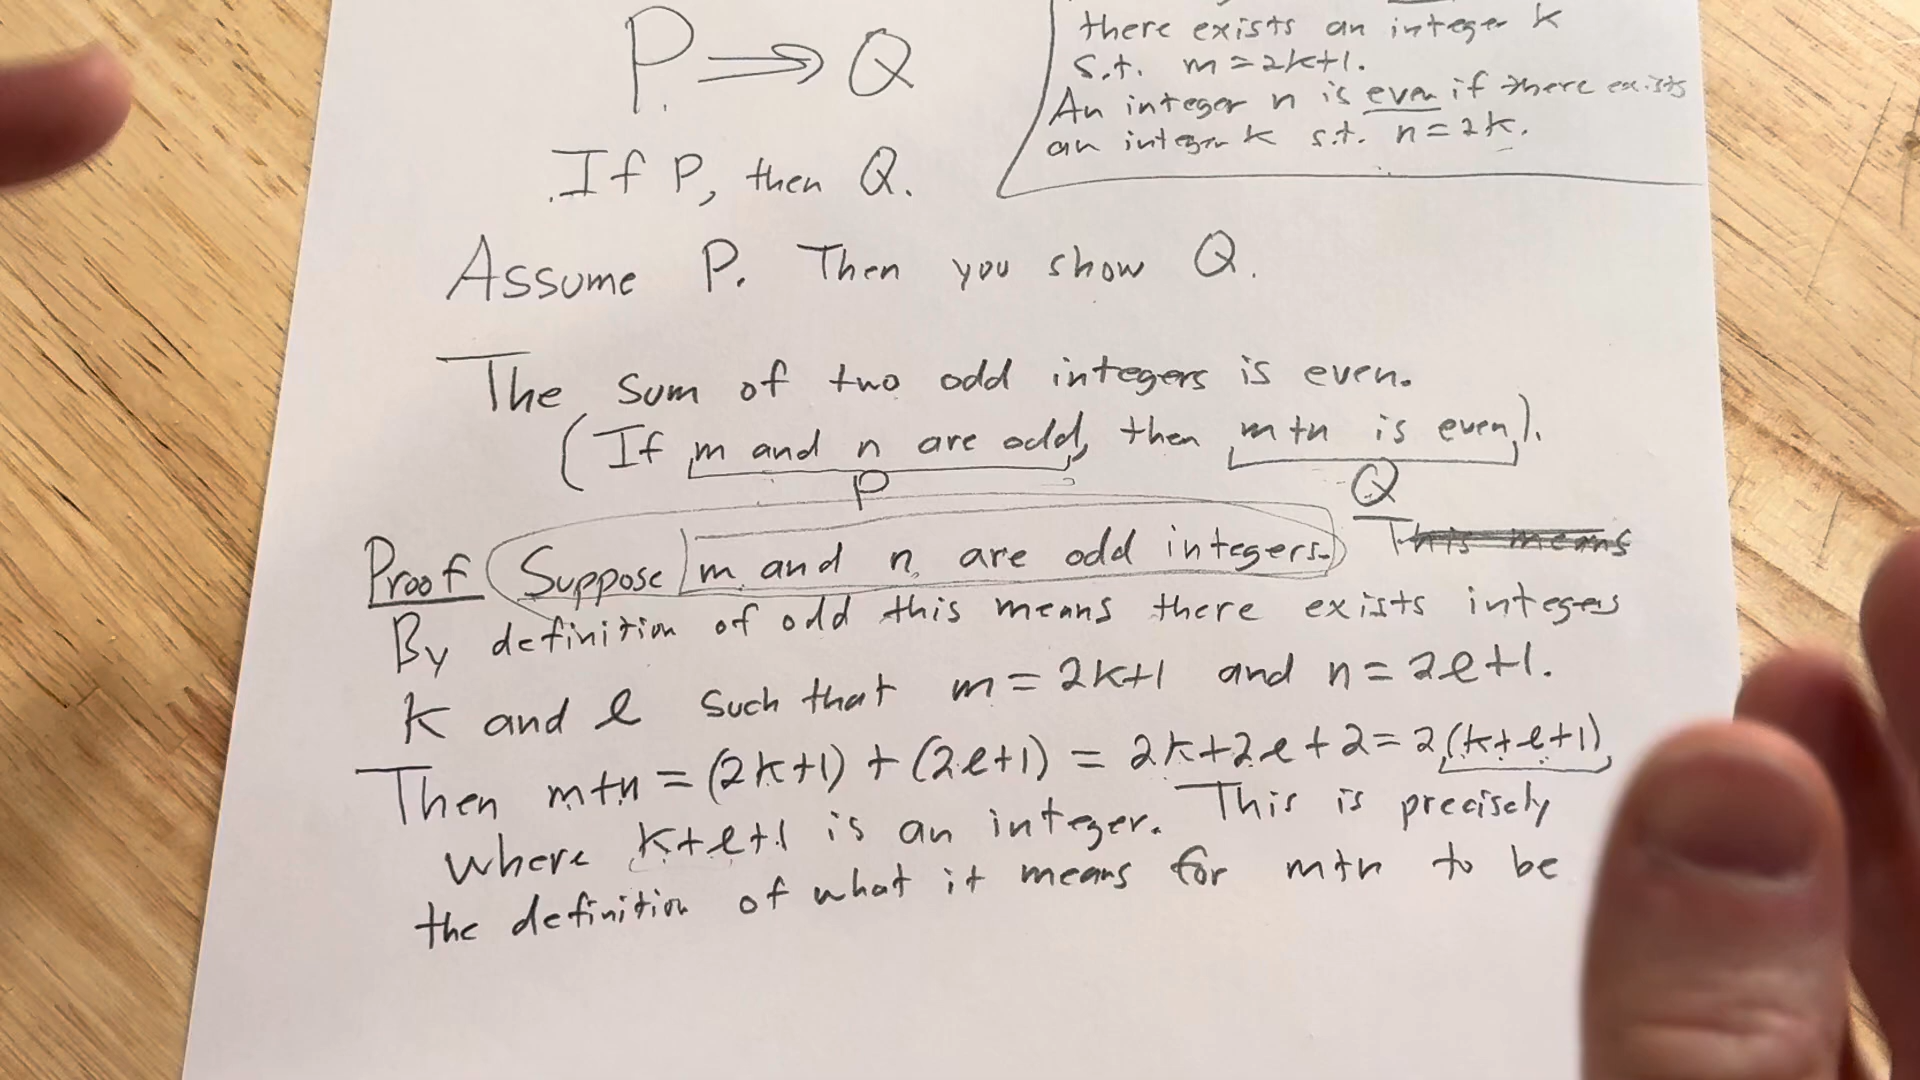 P ⟹ Q
If P, then Q.
there exists an integer k
s.t. m=2k+1.
An integer n is even if there exists
an integer k s.t. n=2k.
Assume P. Then you show Q.
The sum of two odd integers is even.
(If m and n are odd, then m+n is even).
P Q
Proof Suppose m and n are odd integers. This means
By definition of odd this means there exists integers
k and ℓ such that m=2k+1 and n=2ℓ+1.
Then m+n=(2k+1)+(2ℓ+1)=2k+2ℓ+2=2(k+ℓ+1)
where k+ℓ+1 is an integer. This is precisely
the definition of what it means for m+n to be